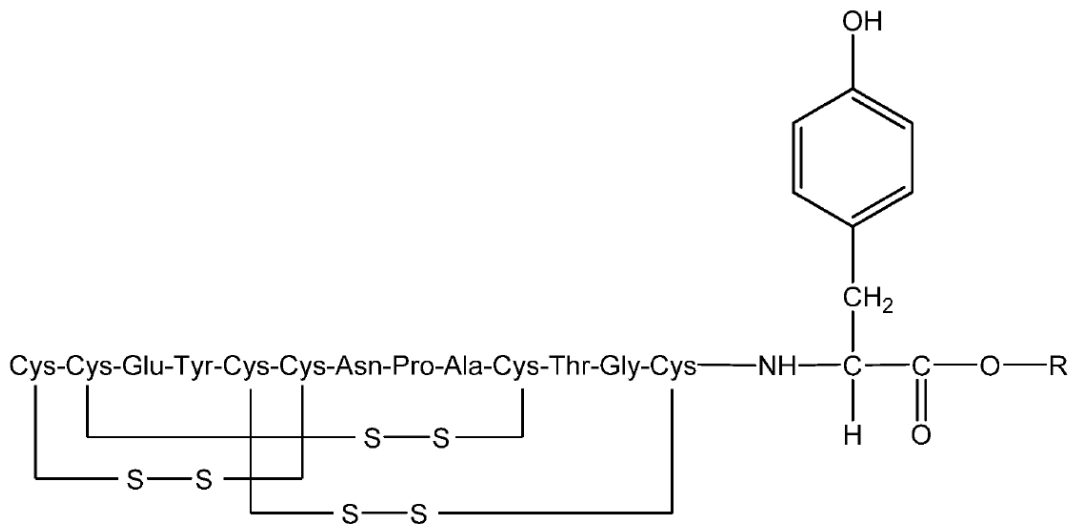 OH
CH2
Cys-Cys-Glu-Tyr-Cys-Cys-Asn-Pro-Ala-Cys-Thr-Gly-Cys NH C C O R
H O
S S
S S
S S